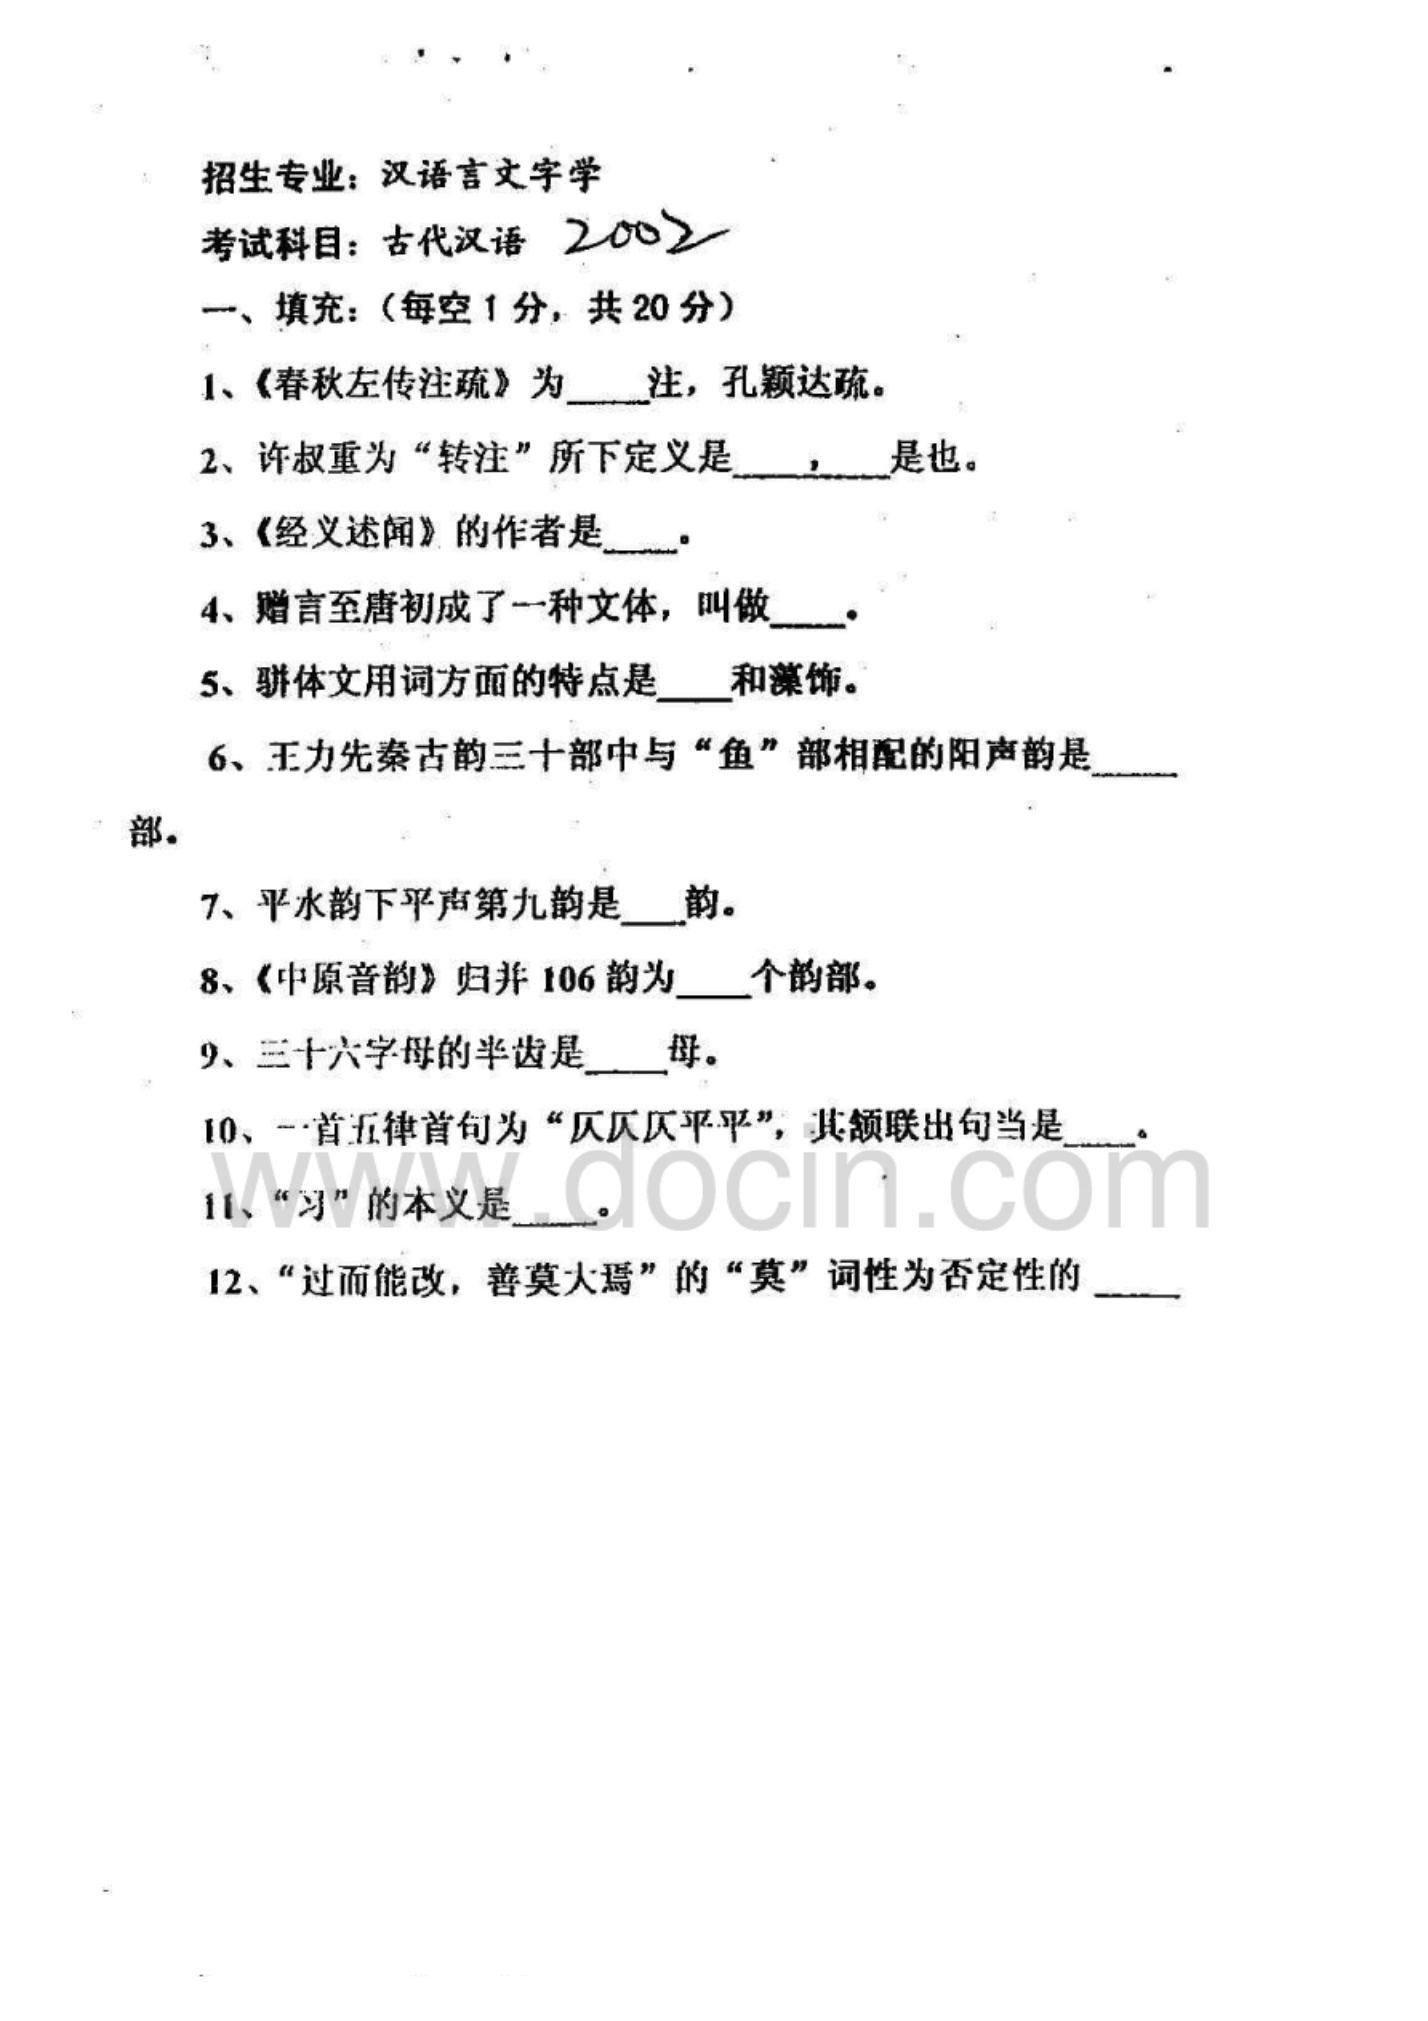 招生专业：汉语言文字学
考试科目：古代汉语 2002
一、填充：（每空1分，共20分）
1、《春秋左传注疏》为____注，孔颖达疏。
2、许叔重为“转注”所下定义是____，____是也。
3、《经义述闻》的作者是____。
4、赠言至唐初成了一种文体，叫做____。
5、骈体文用词方面的特点是____和藻饰。
6、王力先秦古韵三十部中与“鱼”部相配的阳声韵是____
部。
7、平水韵下平声第九韵是____韵。
8、《中原音韵》归并106韵为____个韵部。
9、三十六字母的半齿是____母。
10、一首五律首句为“仄仄仄平平”，其颔联出句当是____。
www.docin.com
11、“习”的本义是____。
12、“过而能改，善莫大焉”的“莫”词性为否定性的 ____